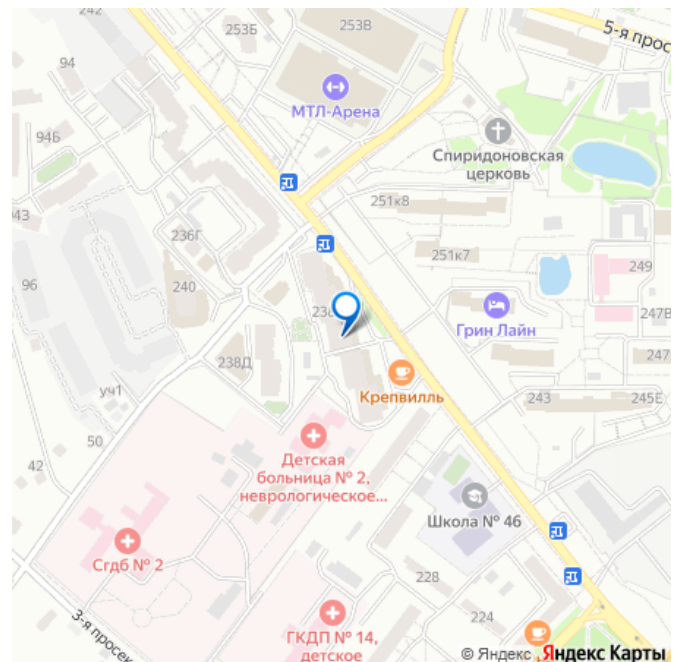 242
253Б
253В
5-я прос
94
МТЛ-Арена
94Б
Спиридоновская
церковь
251к8
243
236Г
251к7
249
96
240
Грин Лайн
247В
238Д
247
уч1
Крепвилль
243
245Е
50
Детская
больница № 2,
неврологическое...
42
Школа № 46
Сгдб № 2
228
3-я просек
224
ГКДП № 14,
детское
© Яндекс Яндекс Карты